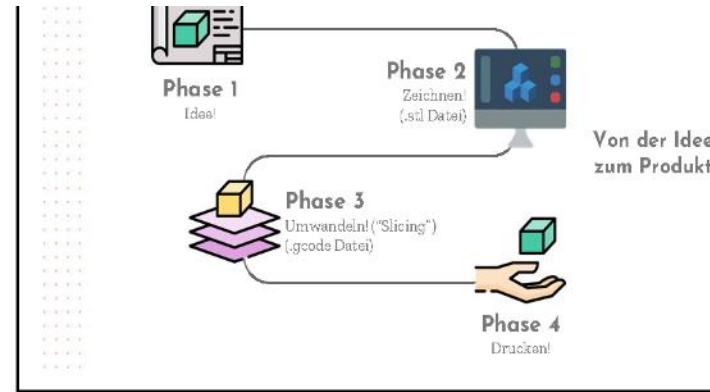 Phase 1
Idee!
Phase 2
Zeichnen!
(.stl Datei)
Von der Idee
zum Produkt
Phase 3
Umwandeln! ("Slicing")
(.gcode Datei)
Phase 4
Drucken!